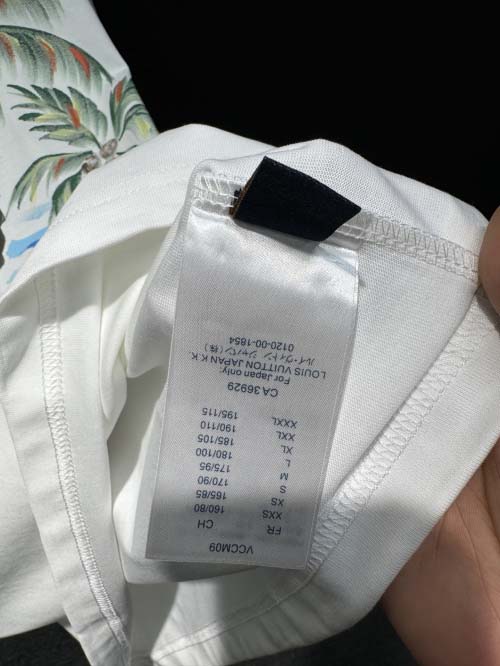 VCCM09
FR CH
XXS 160/80
XS 165/85
S 170/90
M 175/95
L 180/100
XL 185/105
XXL 190/110
XXXL 195/115
CA 36929
For Japan only:
LOUIS VUITTON JAPAN K.K.
ルイ・ヴィトン ジャパン(株)
0120-00-1854